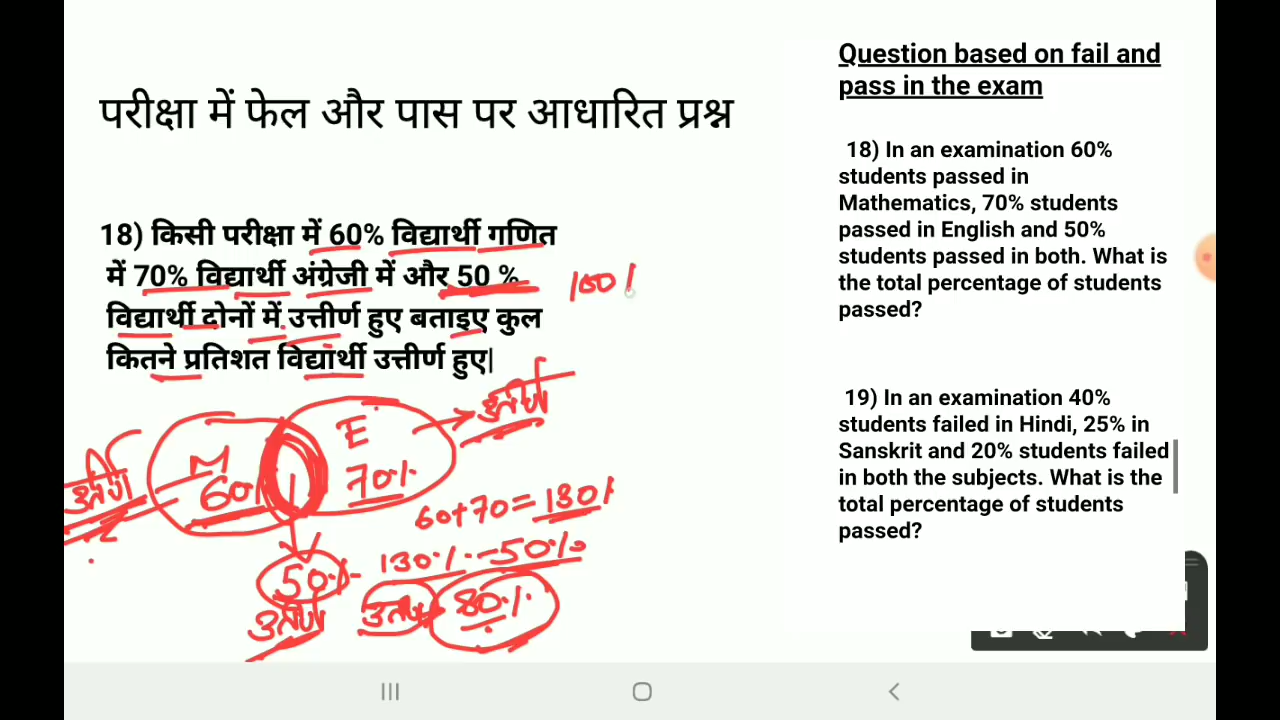 परीक्षा में फेल और पास पर आधारित प्रश्न
18) किसी परीक्षा में 60% विद्यार्थी गणित
में 70% विद्यार्थी अंग्रेजी में और 50 %
विद्यार्थी दोनों में उत्तीर्ण हुए बताइए कुल
कितने प्रतिशत विद्यार्थी उत्तीर्ण हुए|
100%
M
60%
E
70%
60+70=130%
130%-50%
50%
80%
Question based on fail and
pass in the exam
18) In an examination 60%
students passed in
Mathematics, 70% students
passed in English and 50%
students passed in both. What is
the total percentage of students
passed?
19) In an examination 40%
students failed in Hindi, 25% in
Sanskrit and 20% students failed
in both the subjects. What is the
total percentage of students
passed?